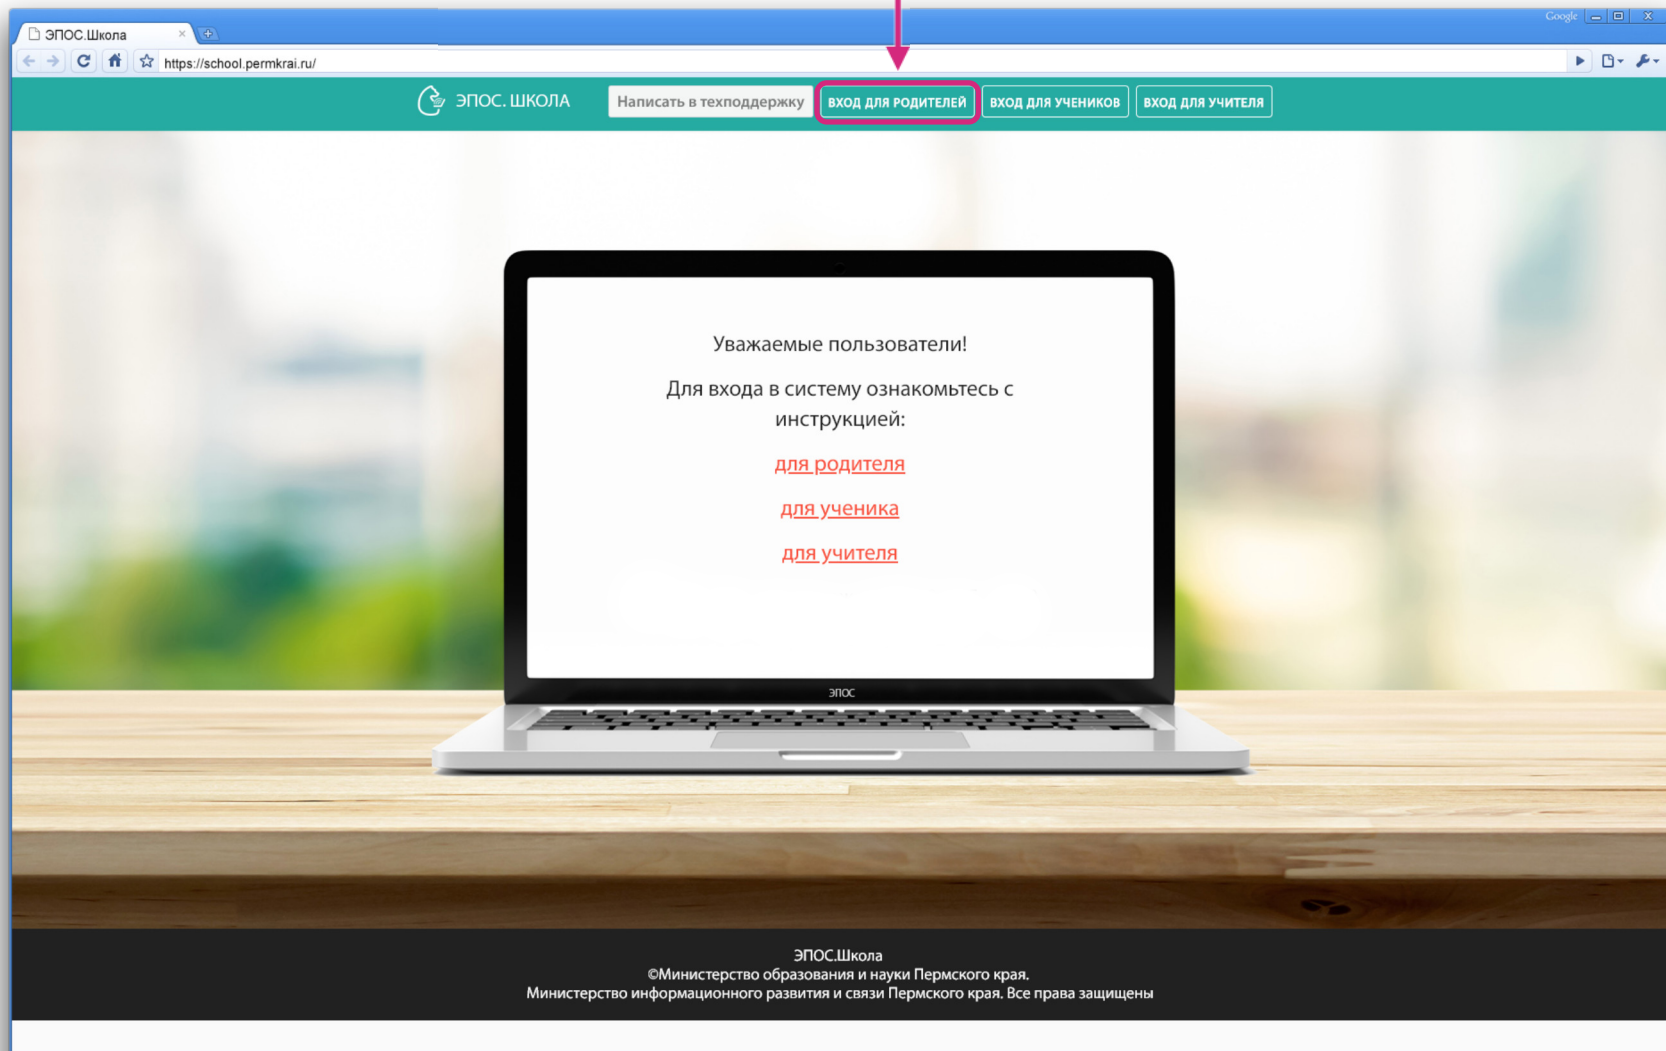 Google
ЭПОС.Школа
https://school.permkrai.ru/
ЭПОС. ШКОЛА
Написать в техподдержку
ВХОД ДЛЯ РОДИТЕЛЕЙ
ВХОД ДЛЯ УЧЕНИКОВ
ВХОД ДЛЯ УЧИТЕЛЯ
Уважаемые пользователи!
Для входа в систему ознакомьтесь с
инструкцией:
для родителя
для ученика
для учителя
ЭПОС
ЭПОС.Школа
©Министерство образования и науки Пермского края.
Министерство информационного развития и связи Пермского края. Все права защищены